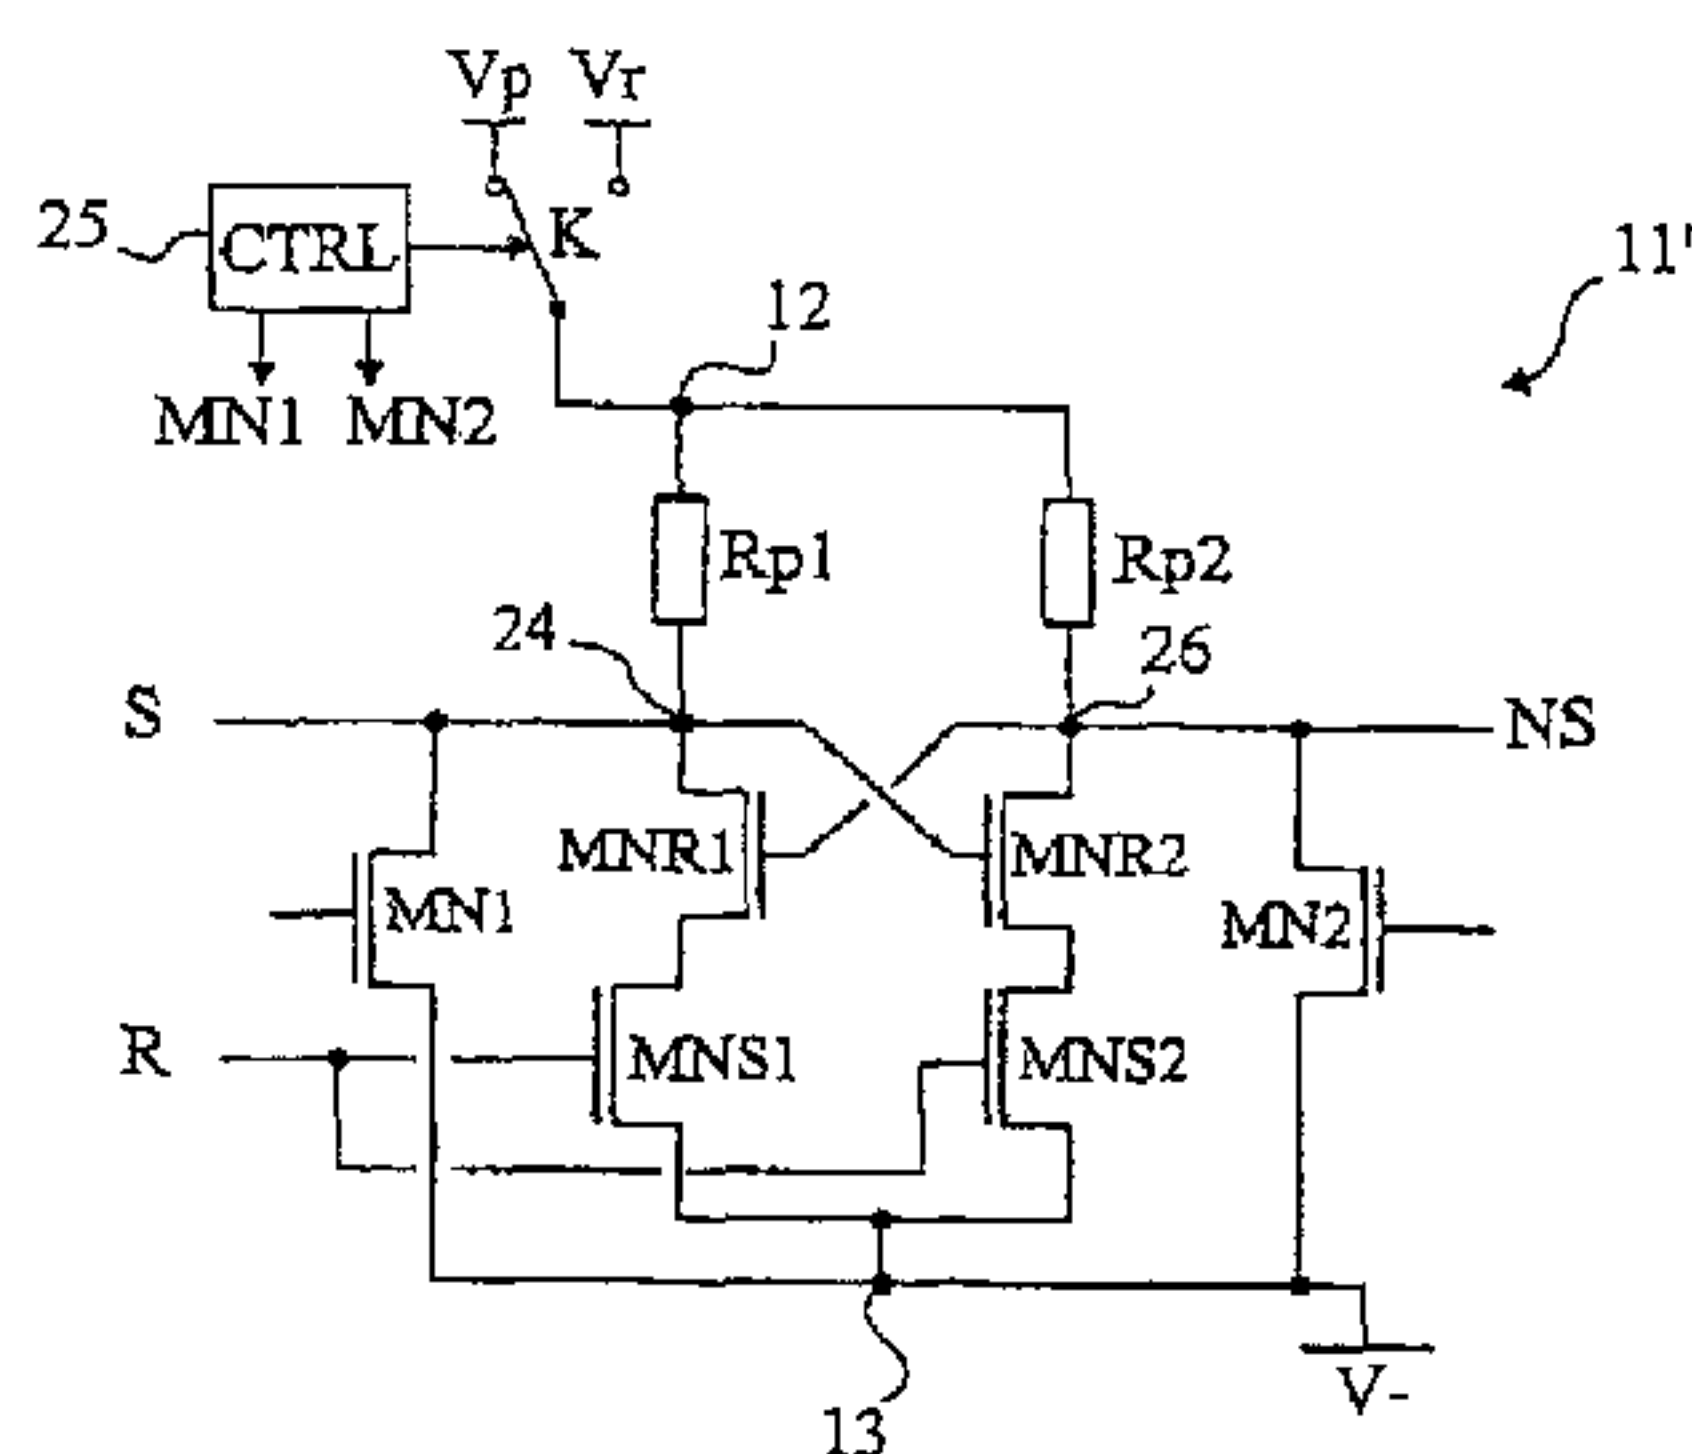 Vp Vr
25 CTRL K
11'
12
MN1 MN2
Rp1 Rp2
24 26
S NS
MNR1 MNR2
MN1 MN2
R MNS1 MNS2
13 V-